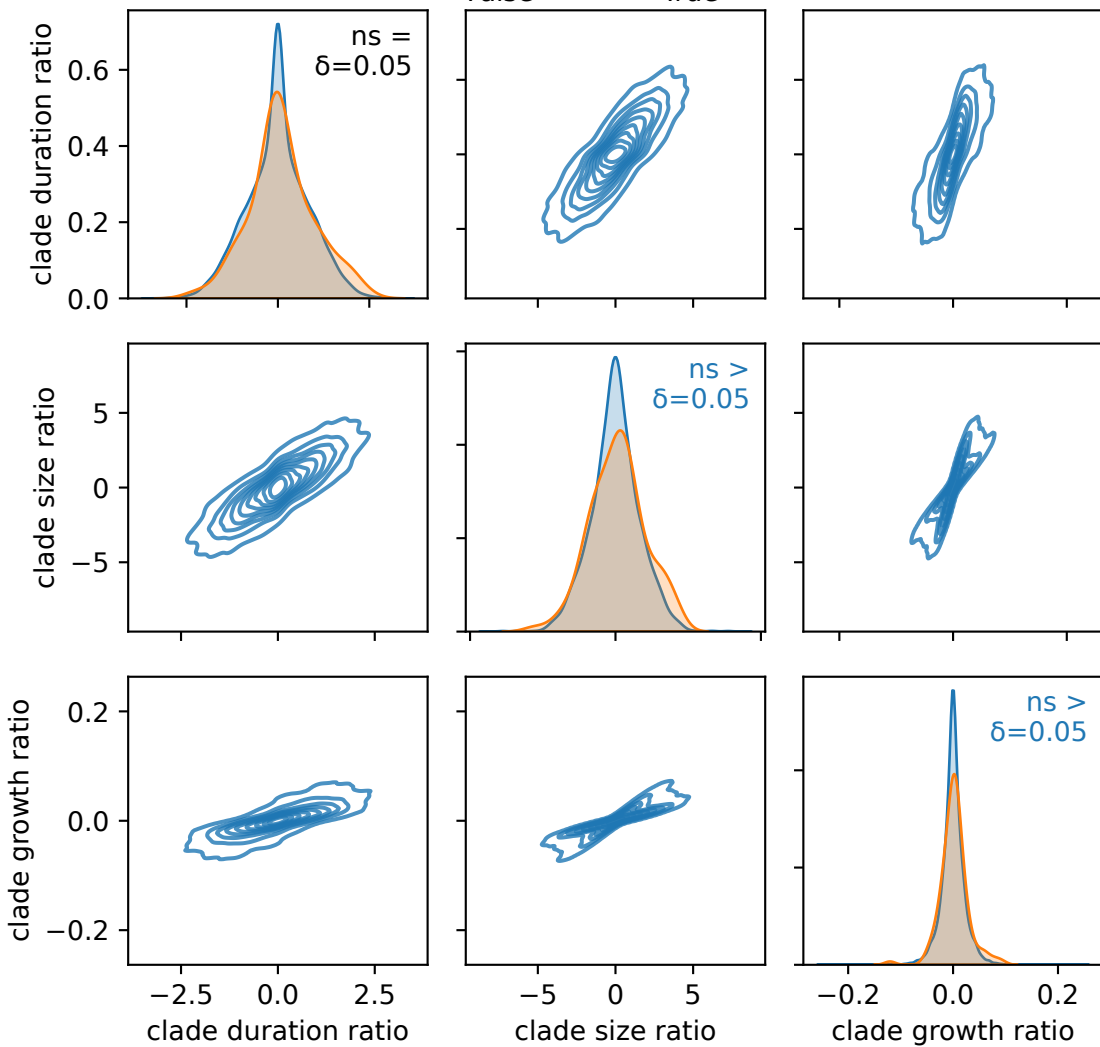 clade duration ratio
0.6
0.4
0.2
0.0
ns =
δ=0.05
clade size ratio
5
0
−5
ns >
δ=0.05
clade growth ratio
0.2
0.0
−0.2
ns >
δ=0.05
−2.5 0.0 2.5
−5 0 5
−0.2 0.0 0.2
clade duration ratio
clade size ratio
clade growth ratio